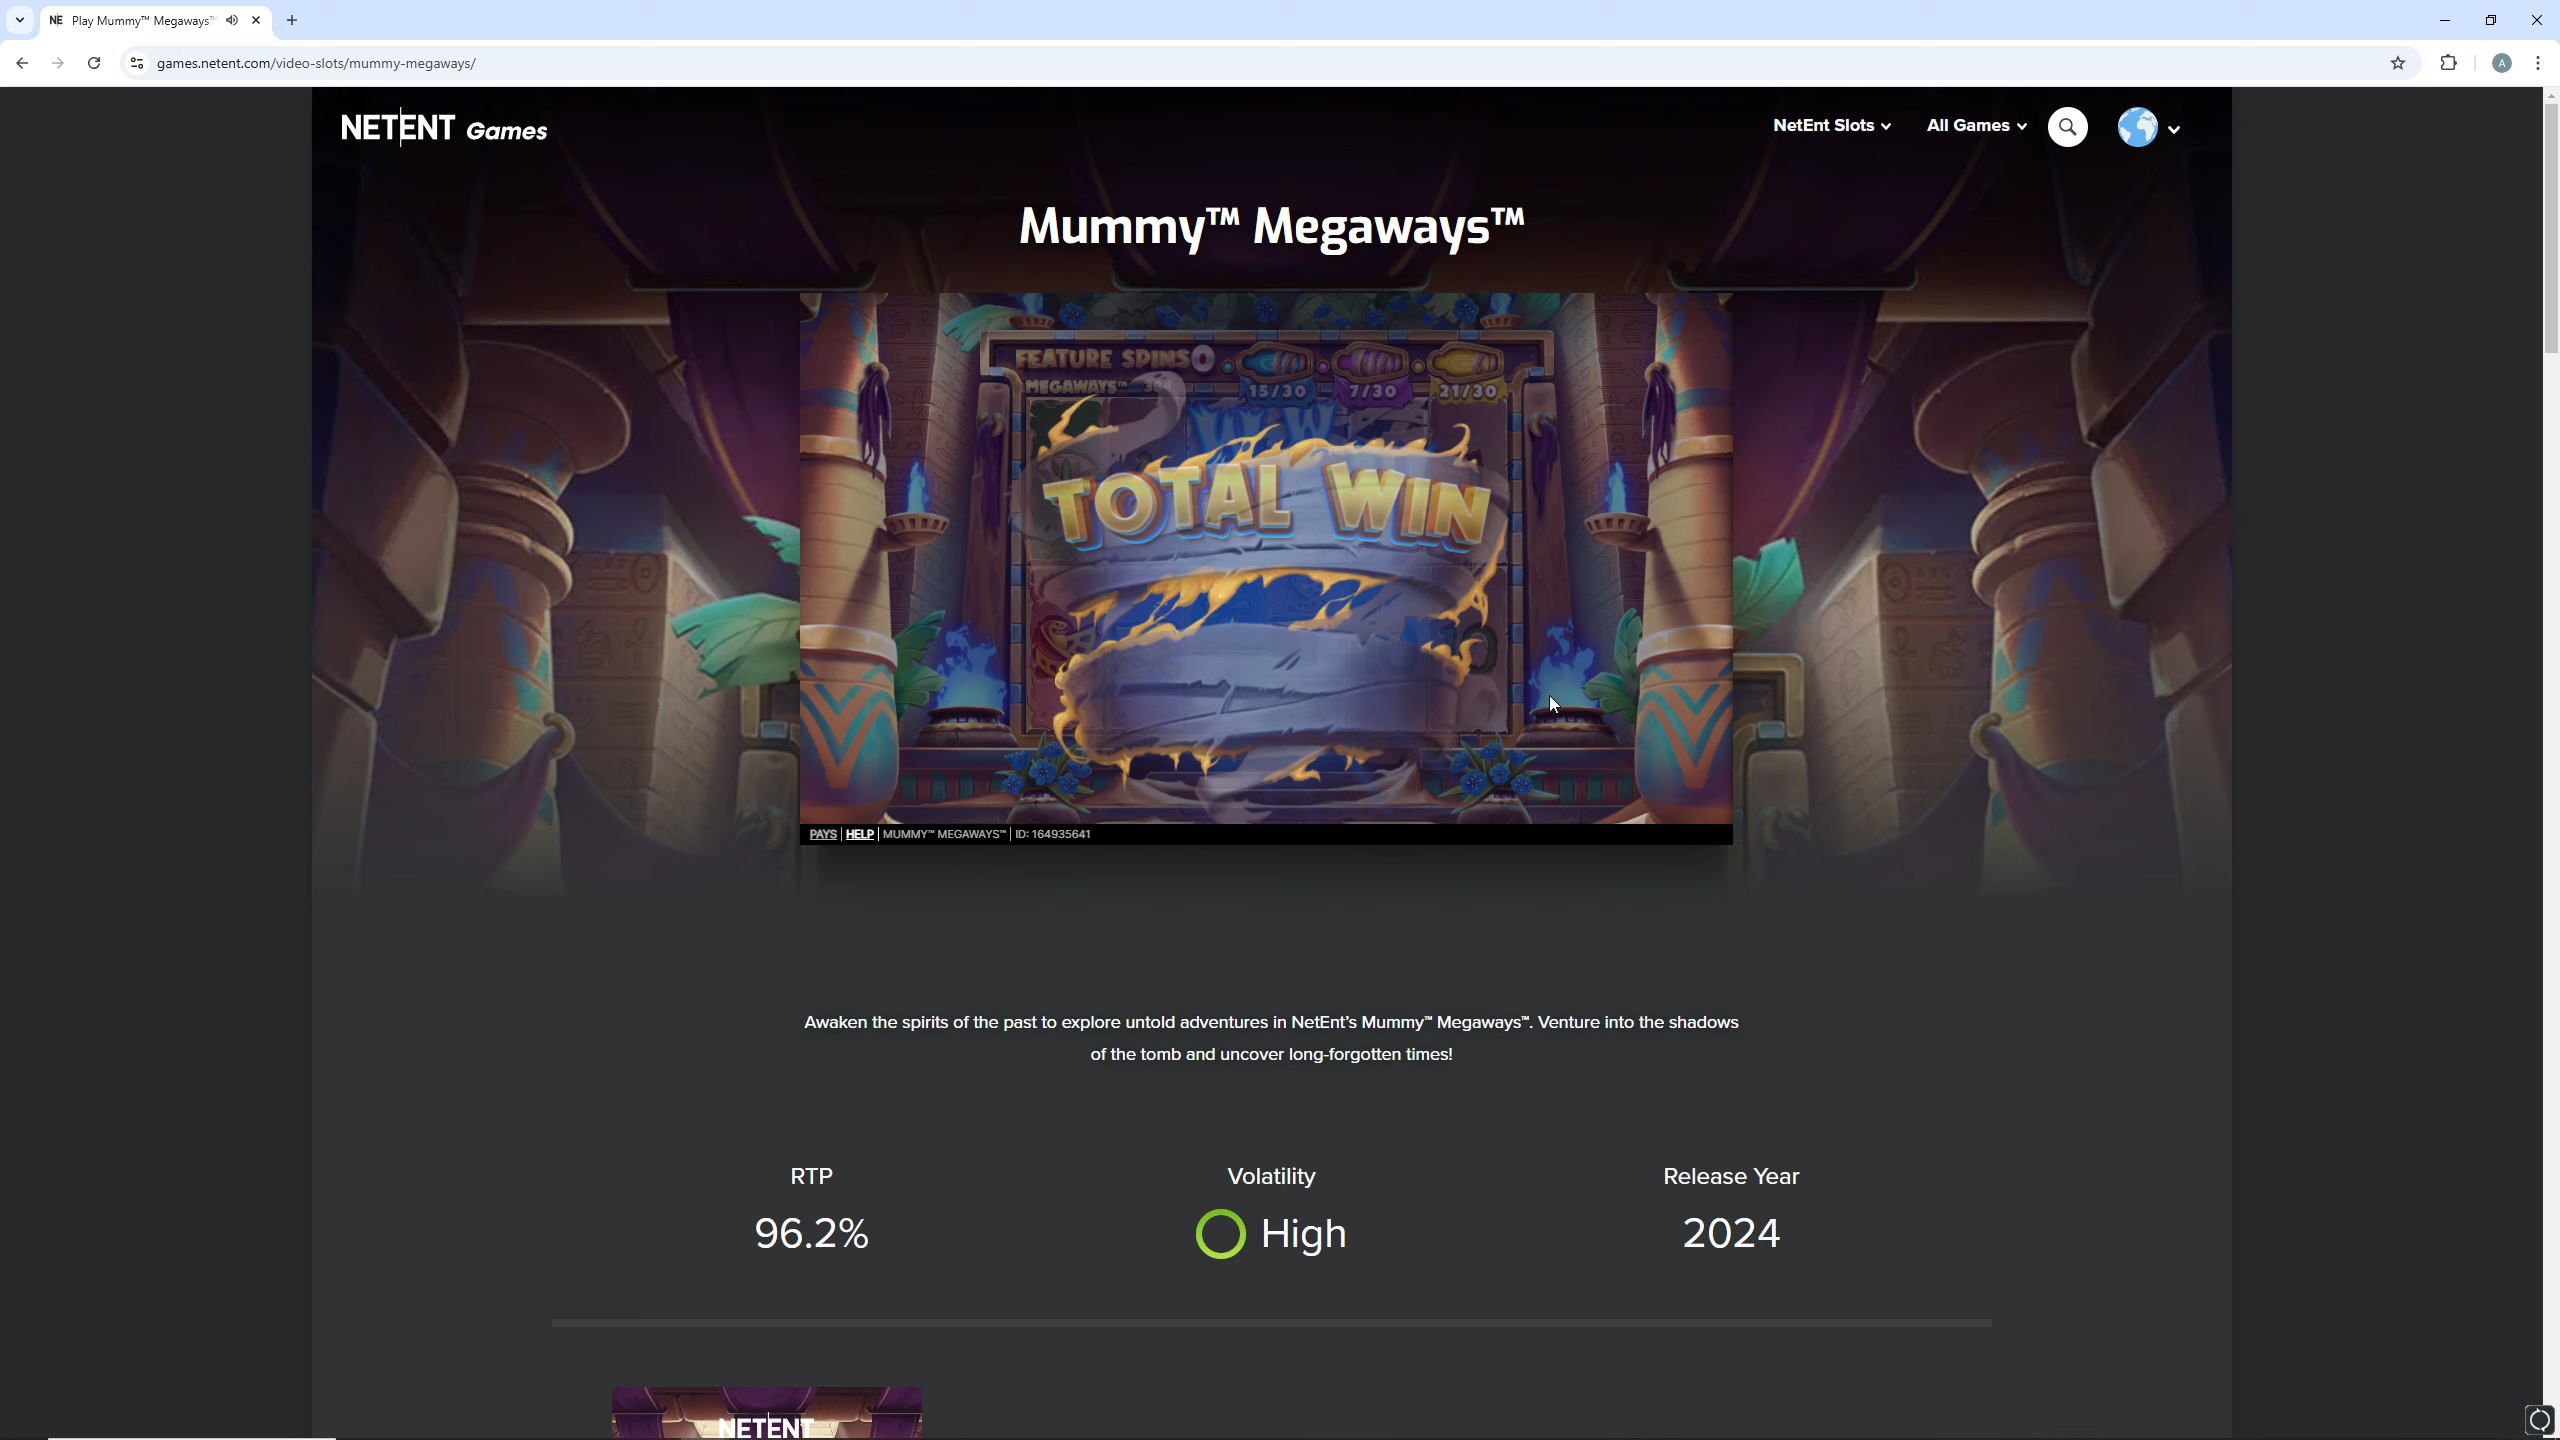 NE Play Mummy™ Megaways™
games.netent.com/video-slots/mummy-megaways/
A
NETENT Games
NetEnt Slots
All Games
Mummy™ Megaways™
FEATURE SPINS 0
MEGAWAYS™
15/30
7/30
21/30
TOTAL WIN
PAYS HELP MUMMY™ MEGAWAYS™ ID: 164935641
Awaken the spirits of the past to explore untold adventures in NetEnt’s Mummy™ Megaways™. Venture into the shadows
of the tomb and uncover long-forgotten times!
RTP
Volatility
Release Year
96.2%
High
2024
NETENT